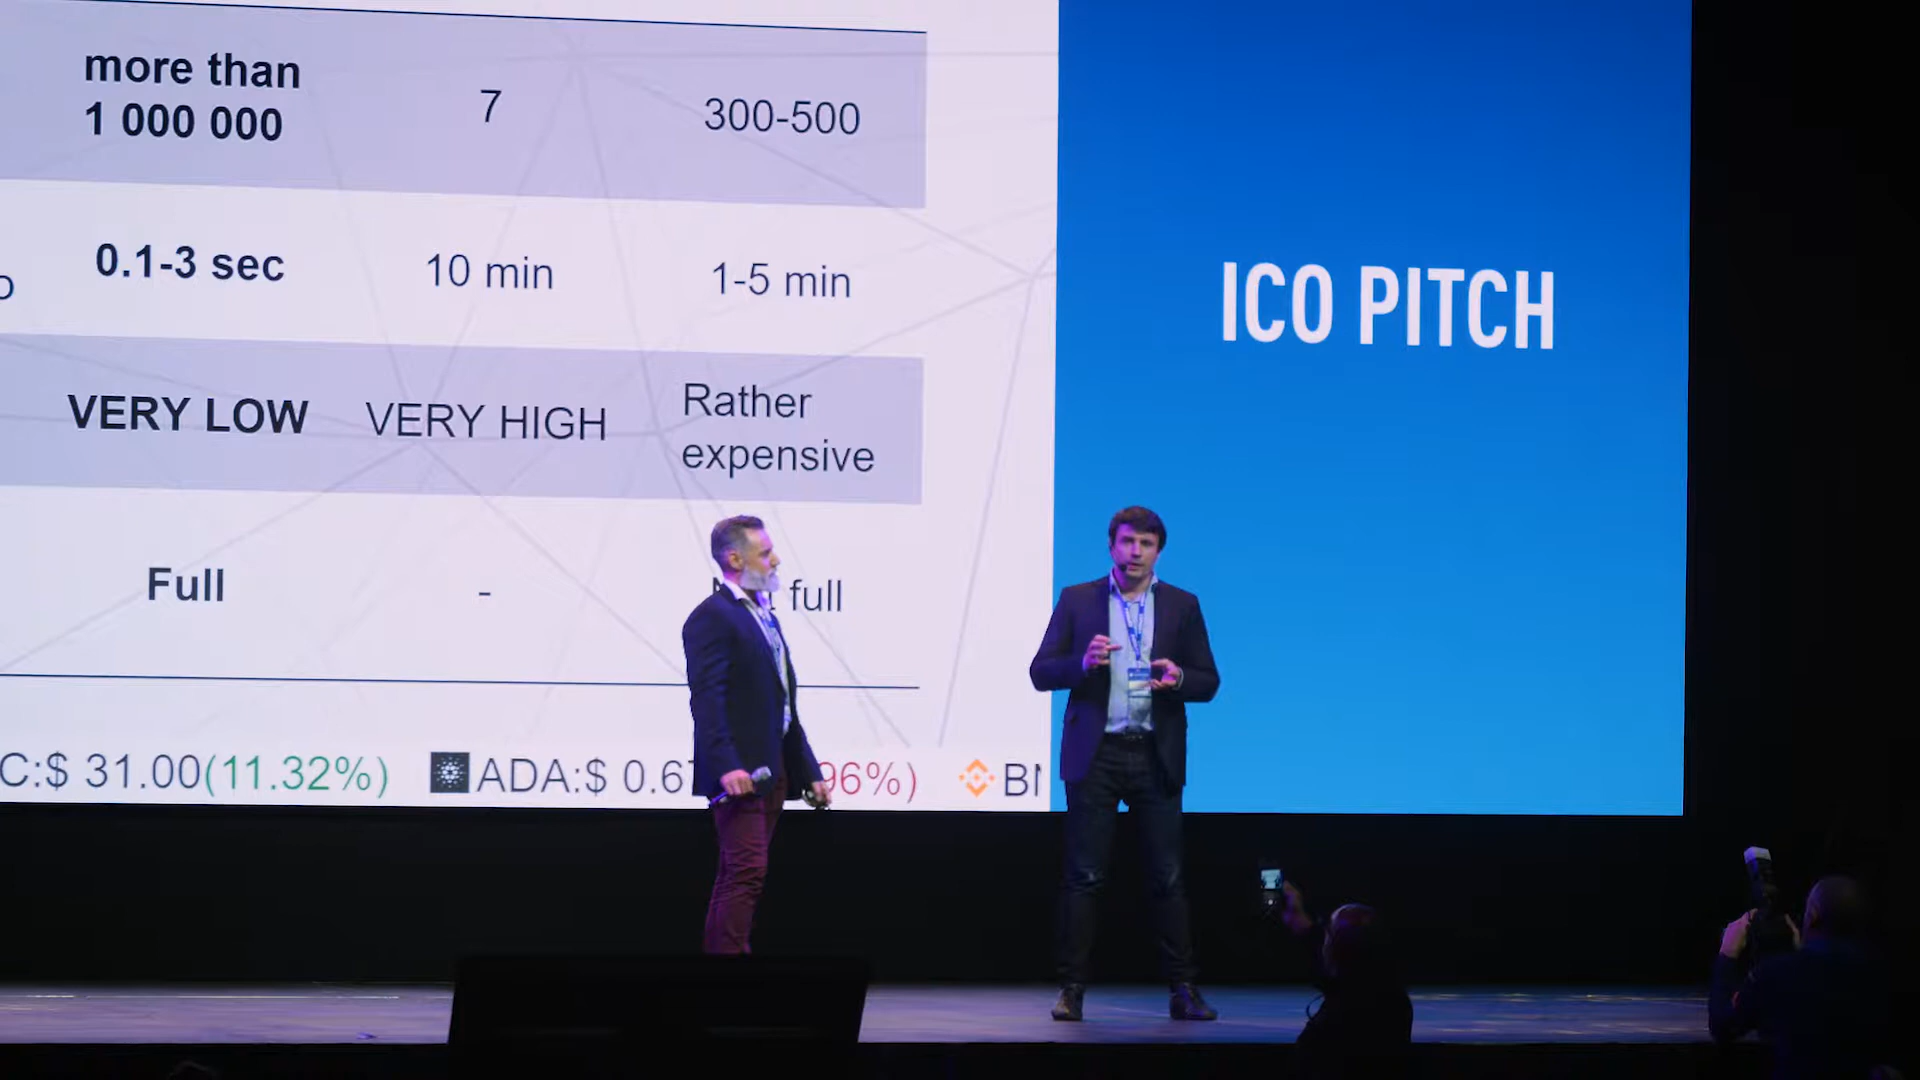 more than
1 000 000
7
300-500
0.1-3 sec
10 min
1-5 min
VERY LOW
VERY HIGH
Rather
expensive
Full
-
full
C:$ 31.00(11.32%)
ADA:$ 0.6
96%)
ICO PITCH